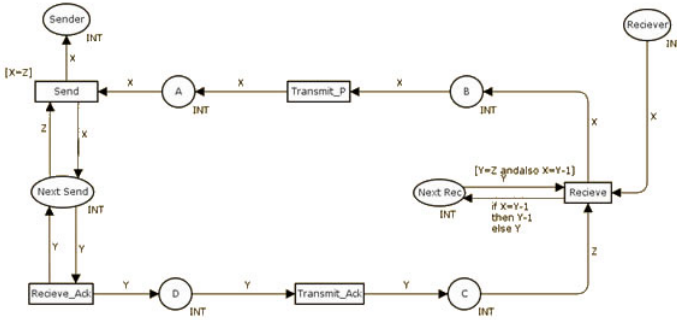 Sender
Reciever
INT
IN
X
X
[X=Z]
Send
X
A
X
Transmit_P
X
B
X
INT
INT
X
Z
X
[Y=Z andalso X=Y-1]
Y
Next Send
Next Rec
Recieve
INT
INT
if X=Y-1
then Y-1
else Y
Y
Y
Z
Recieve_Ack
Y
D
Y
Transmit_Ack
Y
C
INT
INT